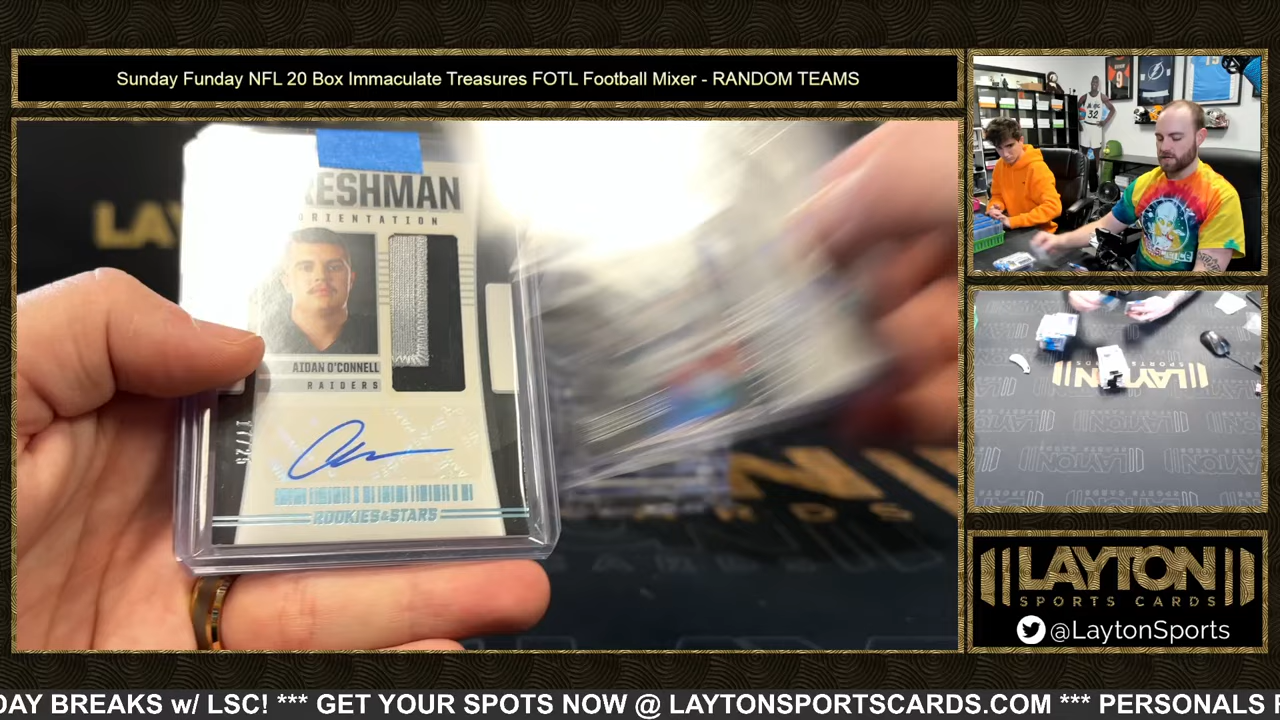 Sunday Funday NFL 20 Box Immaculate Treasures FOTL Football Mixer - RANDOM TEAMS
RESHMAN
ORIENTATION
AIDAN O'CONNELL
RAIDERS
ROOKIES & STARS
LAYTON
SPORTS CARDS
@LaytonSports
DAY BREAKS w/ LSC! *** GET YOUR SPOTS NOW @ LAYTONSPORTSCARDS.COM *** PERSONALS